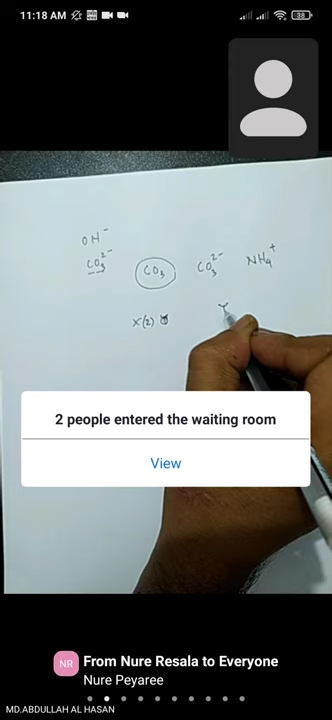 11:18 AM
38
OH⁻
CO₃²⁻ CO₃ CO₃²⁻ NH₄⁺
X(2) Y
2 people entered the waiting room
View
NR From Nure Resala to Everyone
Nure Peyaree
MD.ABDULLAH AL HASAN